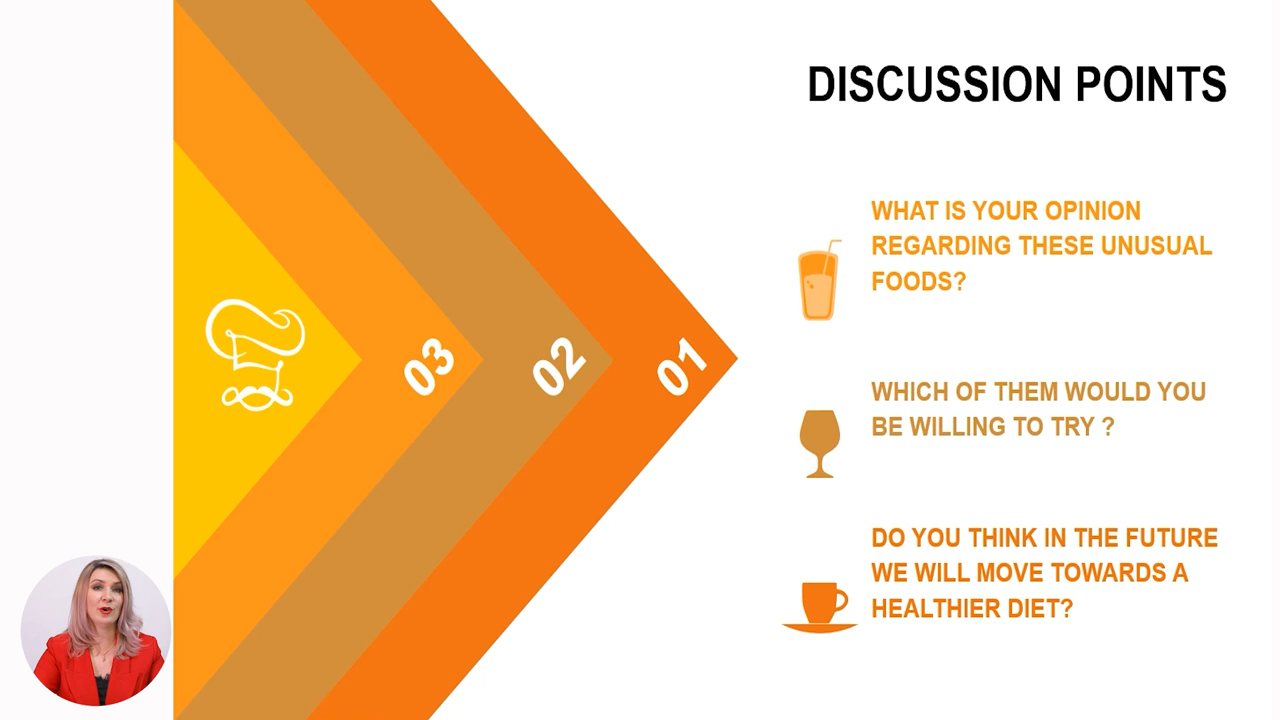 DISCUSSION POINTS
WHAT IS YOUR OPINION
REGARDING THESE UNUSUAL
FOODS?
03
02
01
WHICH OF THEM WOULD YOU
BE WILLING TO TRY ?
DO YOU THINK IN THE FUTURE
WE WILL MOVE TOWARDS A
HEALTHIER DIET?